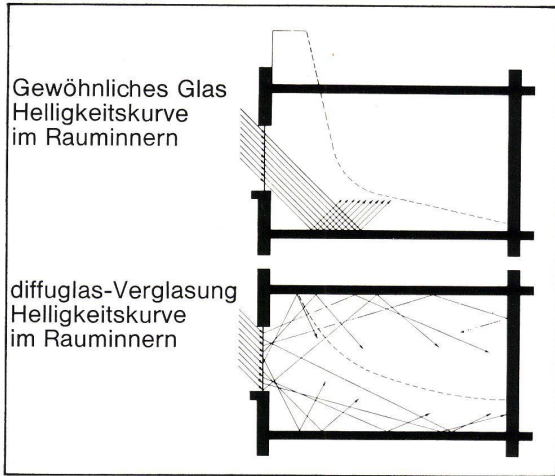 Gewöhnliches Glas
Helligkeitskurve
im Rauminnern
diffuglas-Verglasung
Helligkeitskurve
im Rauminnern